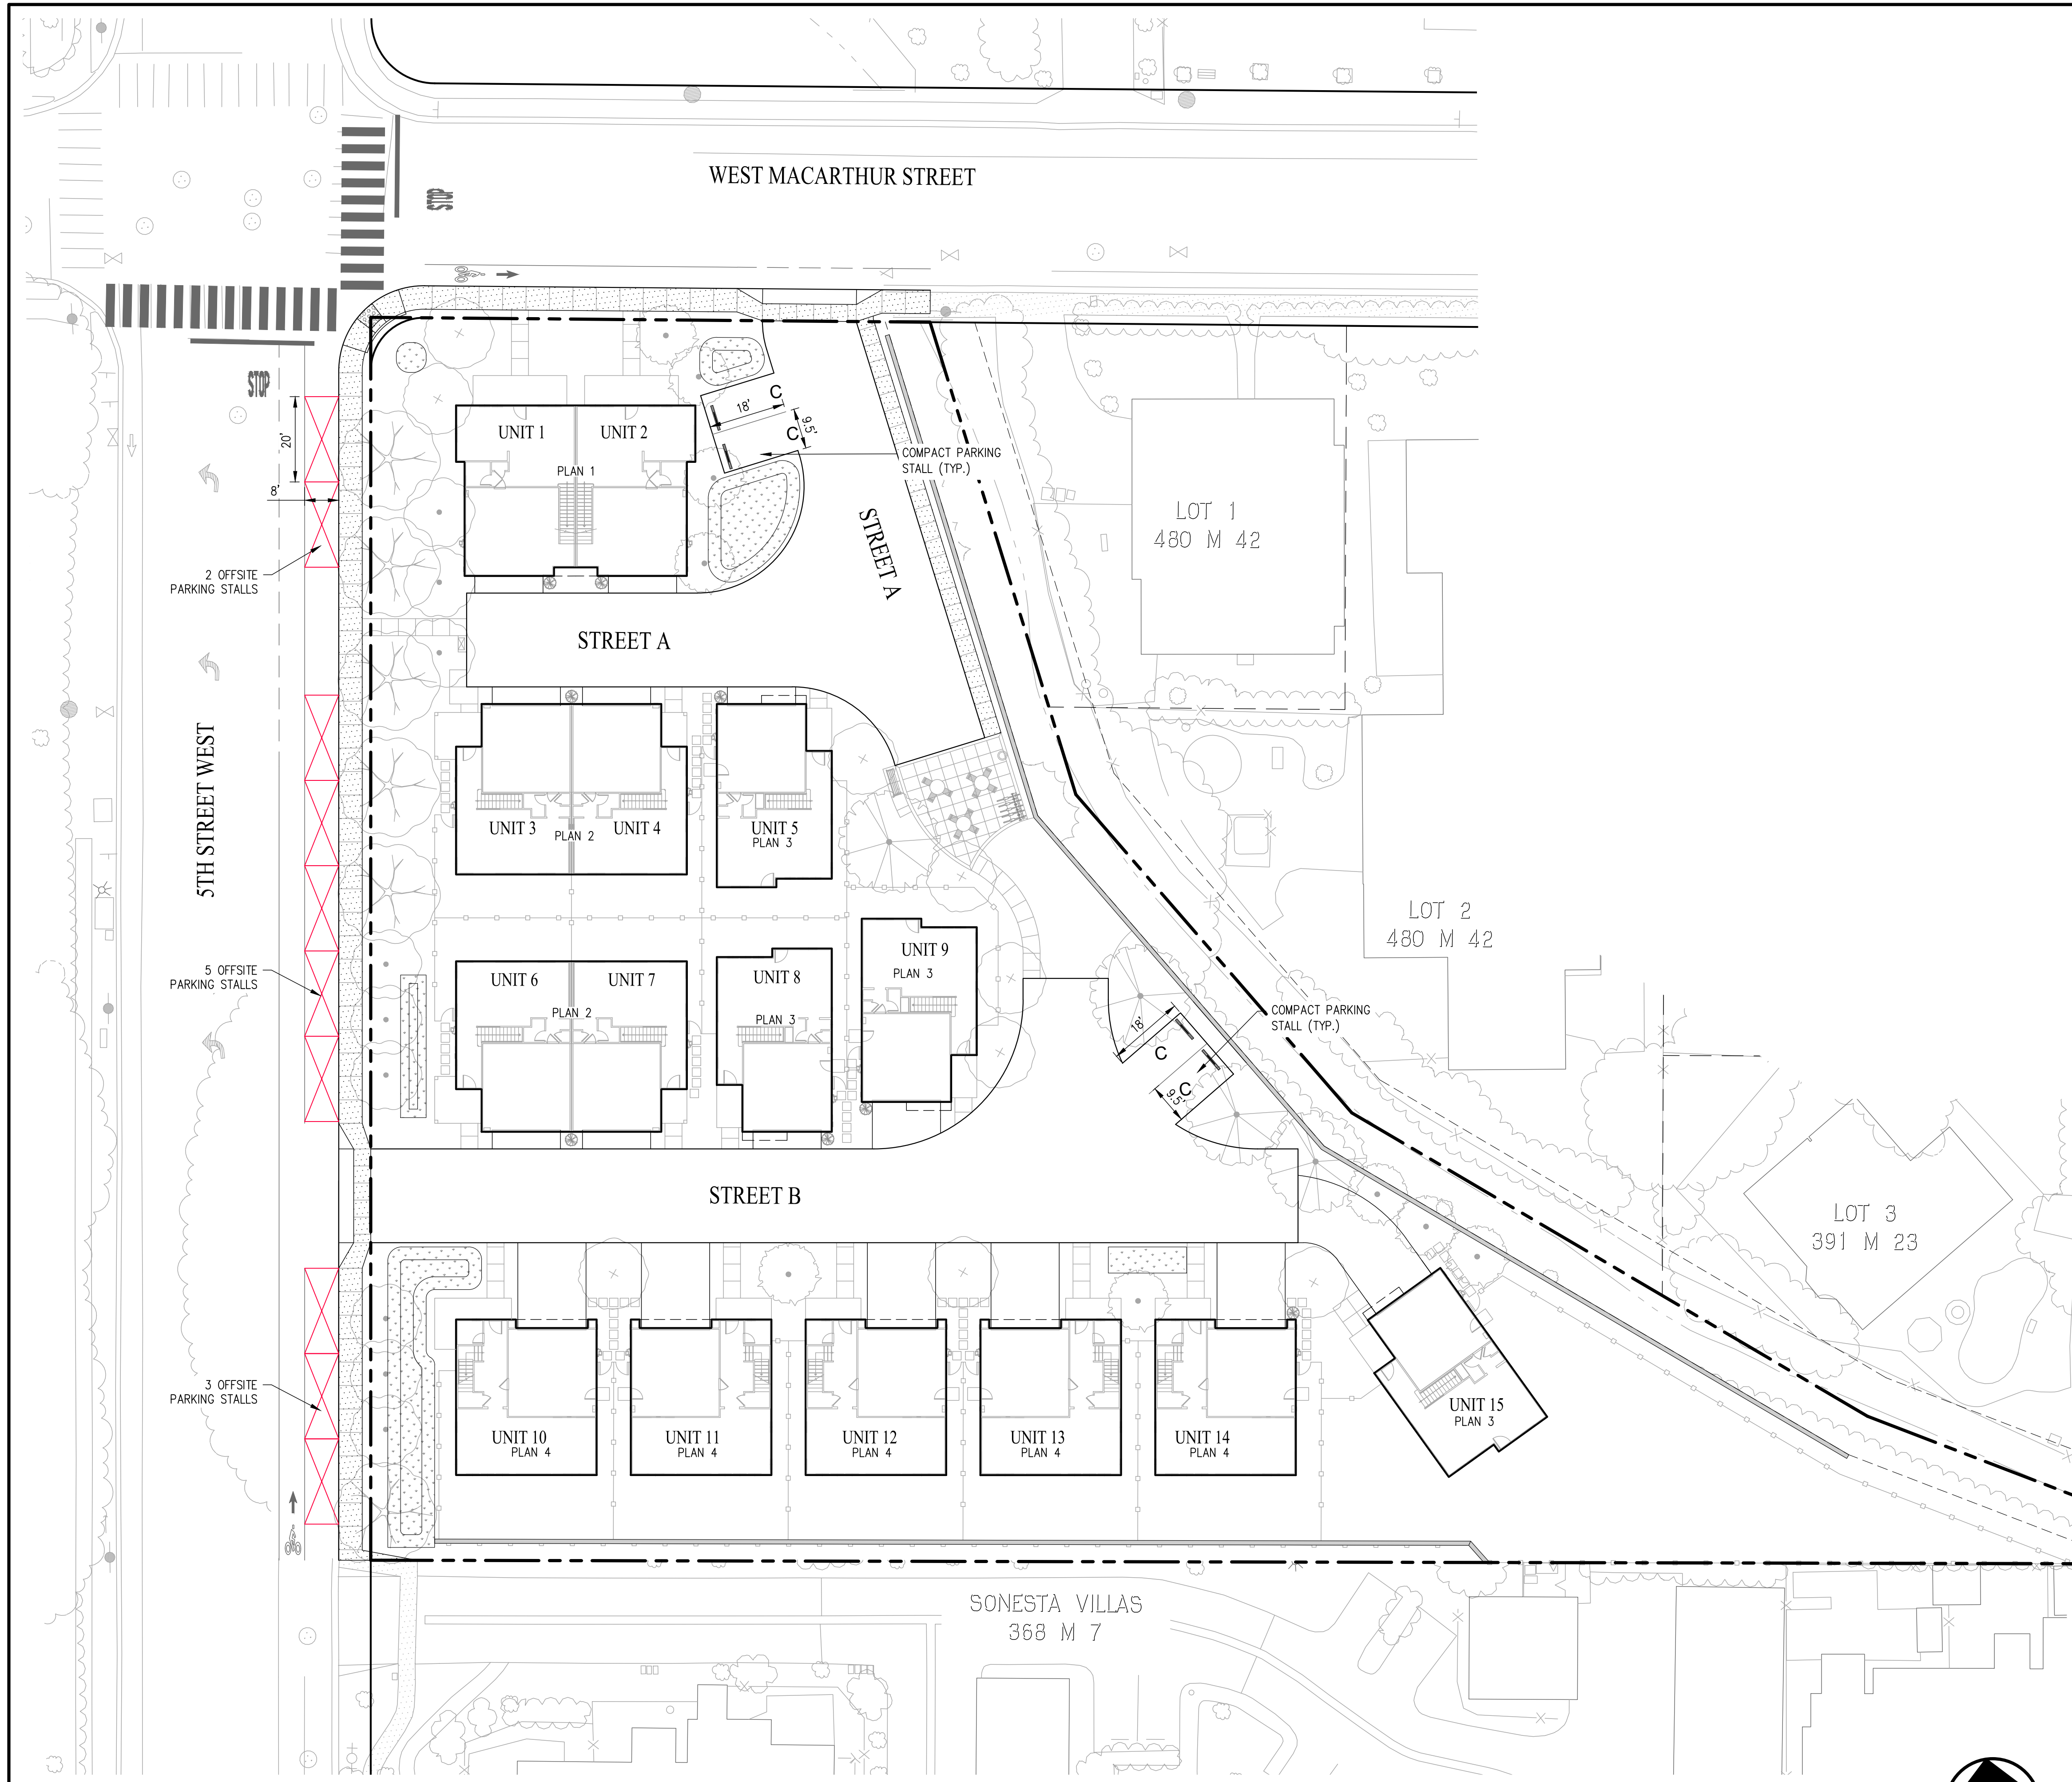 WEST MACARTHUR STREET
STOP
STOP
18'
C
9.5'
C
UNIT 1
UNIT 2
PLAN 1
COMPACT PARKING
STALL (TYP.)
20'
8'
LOT 1
480 M 42
STREET A
2 OFFSITE
PARKING STALLS
STREET A
5TH STREET WEST
UNIT 3
PLAN 2
UNIT 4
UNIT 5
PLAN 3
LOT 2
480 M 42
5 OFFSITE
PARKING STALLS
UNIT 6
UNIT 7
PLAN 2
UNIT 8
PLAN 3
UNIT 9
PLAN 3
COMPACT PARKING
STALL (TYP.)
18'
C
C
9.5'
STREET B
LOT 3
391 M 23
3 OFFSITE
PARKING STALLS
UNIT 10
PLAN 4
UNIT 11
PLAN 4
UNIT 12
PLAN 4
UNIT 13
PLAN 4
UNIT 14
PLAN 4
UNIT 15
PLAN 3
SONESTA VILLAS
368 M 7